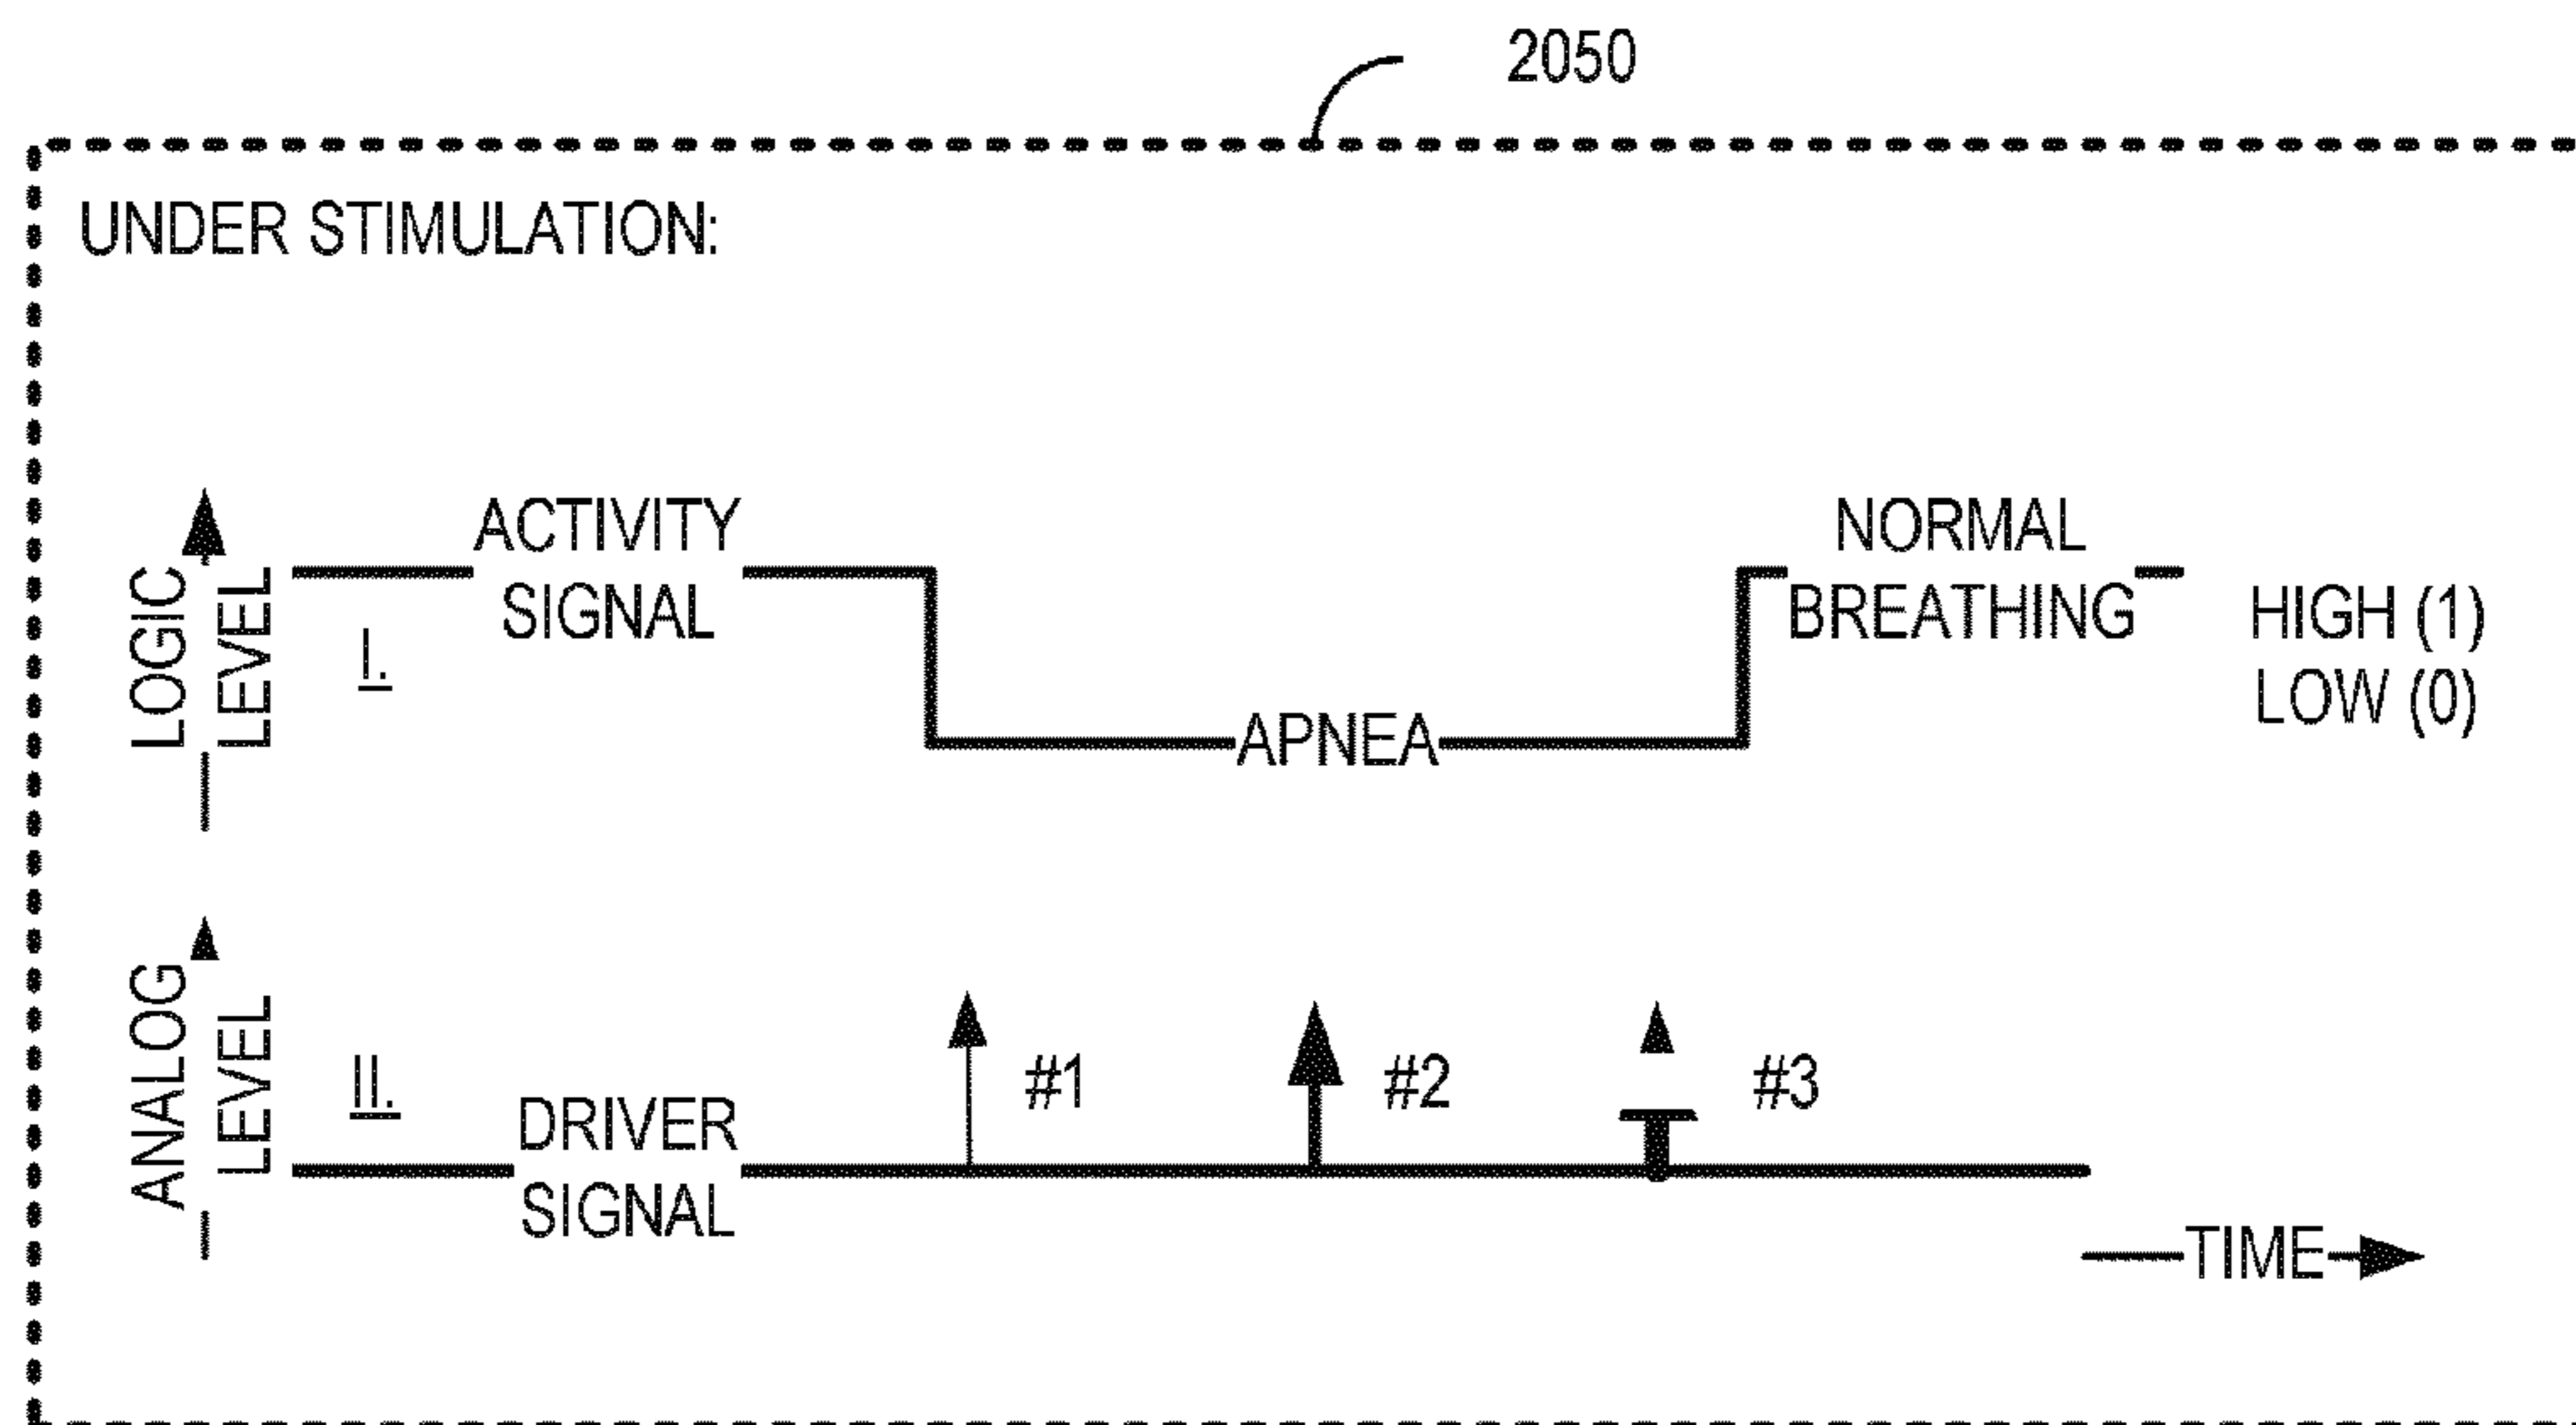 2050
UNDER STIMULATION:
LOGIC
LEVEL
I.
ACTIVITY
SIGNAL
APNEA
NORMAL
BREATHING
HIGH (1)
LOW (0)
ANALOG
LEVEL
II.
DRIVER
SIGNAL
#1
#2
#3
TIME